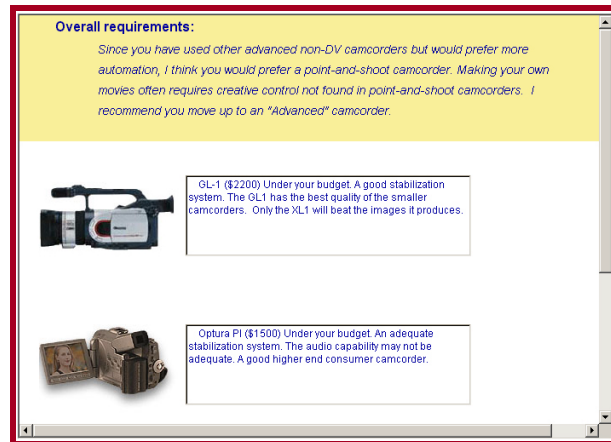 Overall requirements:
Since you have used other advanced non-DV camcorders but would prefer more
automation, I think you would prefer a point-and-shoot camcorder. Making your own
movies often requires creative control not found in point-and-shoot camcorders.  I
recommend you move up to an "Advanced" camcorder.
GL-1 ($2200) Under your budget. A good stabilization
system. The GL1 has the best quality of the smaller
camcorders.  Only the XL1 will beat the images it produces.
Optura PI ($1500) Under your budget. An adequate
stabilization system. The audio capability may not be
adequate. A good higher end consumer camcorder.